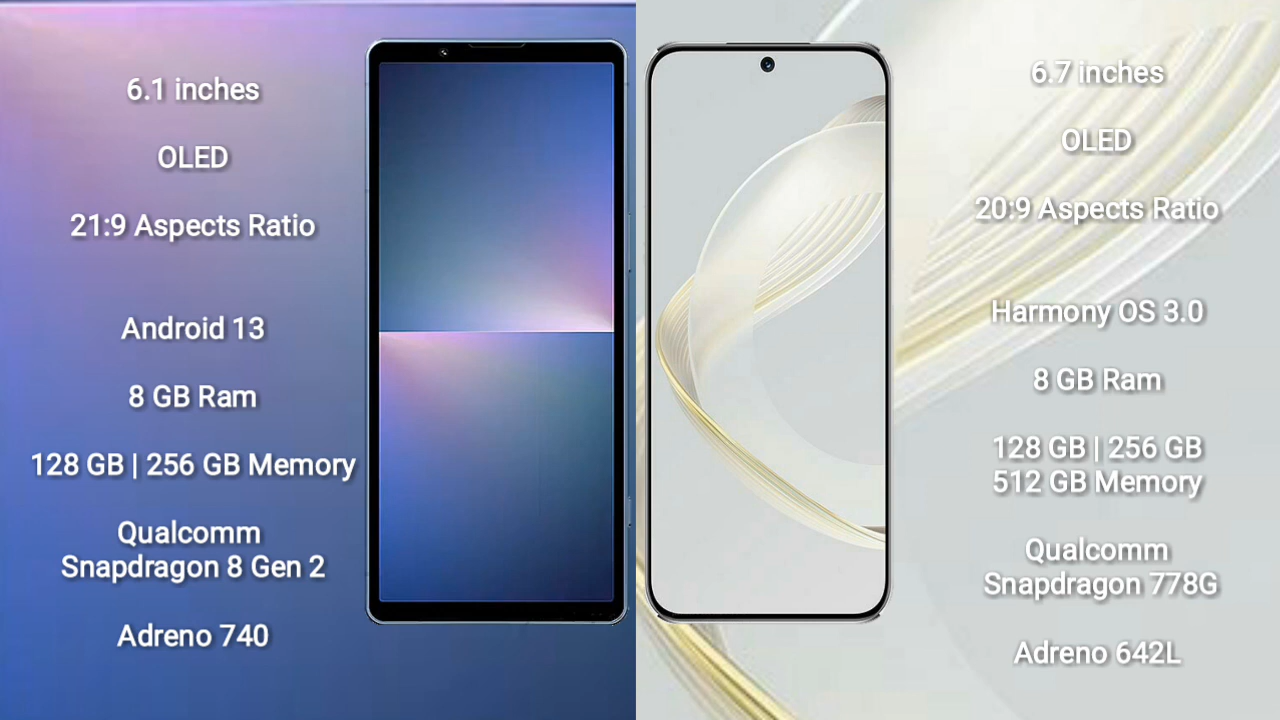 6.1 inches
OLED
21:9 Aspects Ratio
Android 13
8 GB Ram
128 GB | 256 GB Memory
Qualcomm
Snapdragon 8 Gen 2
Adreno 740
6.7 inches
OLED
20:9 Aspects Ratio
Harmony OS 3.0
8 GB Ram
128 GB | 256 GB
512 GB Memory
Qualcomm
Snapdragon 778G
Adreno 642L